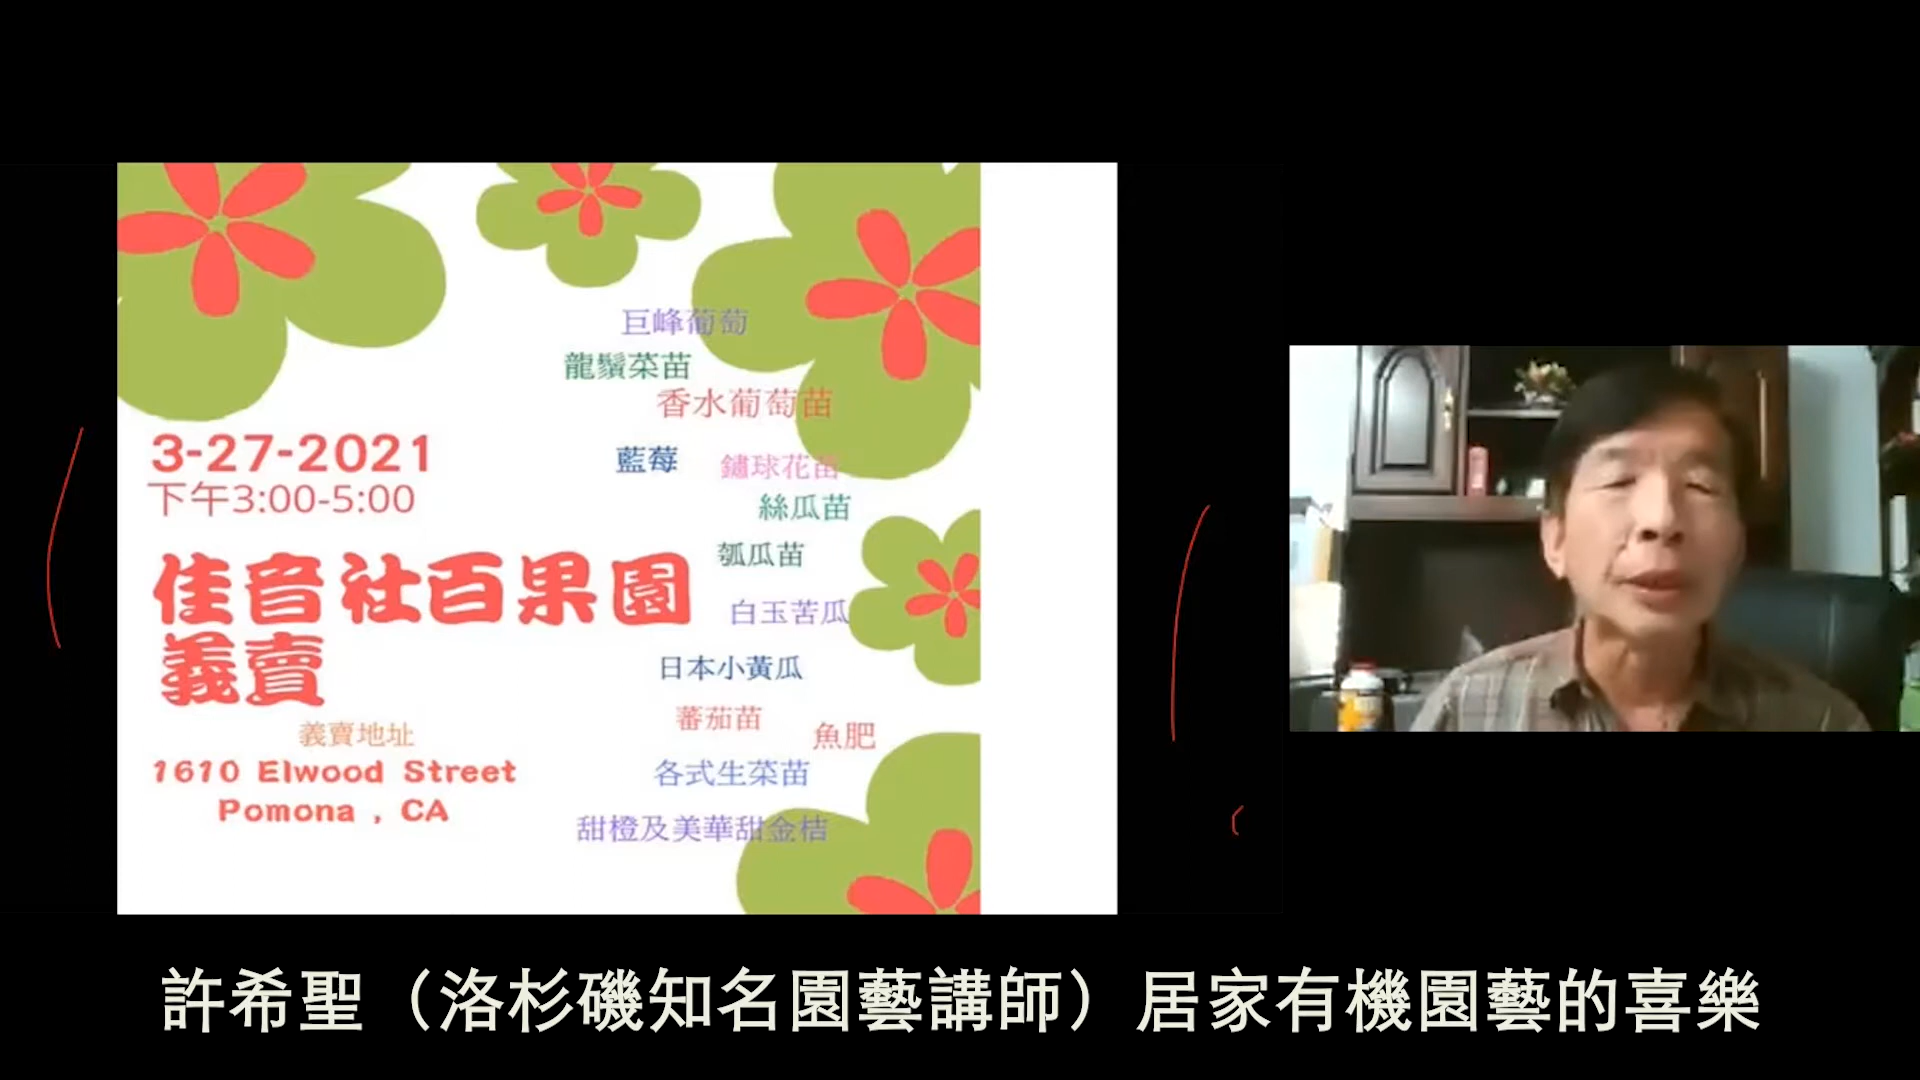 巨峰葡萄
龍鬚菜苗
香水葡萄苗
藍莓
鏽球花苗
絲瓜苗
瓠瓜苗
白玉苦瓜
日本小黃瓜
蕃茄苗
魚肥
各式生菜苗
甜橙及美華甜金桔
3-27-2021
下午3:00-5:00
佳音社百果園
義賣
義賣地址
1610 Elwood Street
Pomona , CA
許希聖（洛杉磯知名園藝講師）居家有機園藝的喜樂